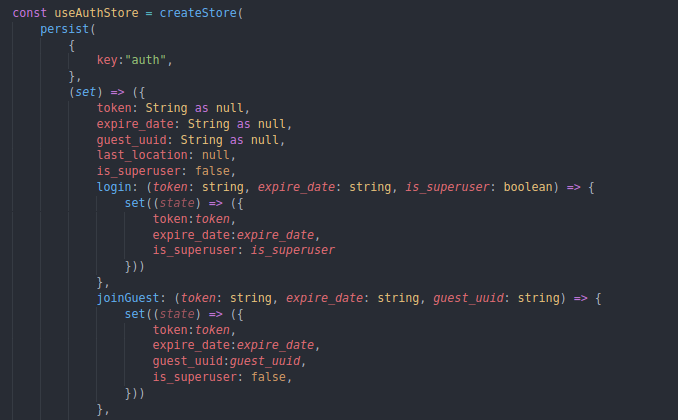 const useAuthStore = createStore(
    persist(
        {
            key:"auth",
        },
        (set) => ({
            token: String as null,
            expire_date: String as null,
            guest_uuid: String as null,
            last_location: null,
            is_superuser: false,
            login: (token: string, expire_date: string, is_superuser: boolean) => {
                set((state) => ({
                    token:token,
                    expire_date:expire_date,
                    is_superuser: is_superuser
                }))
            },
            joinGuest: (token: string, expire_date: string, guest_uuid: string) => {
                set((state) => ({
                    token:token,
                    expire_date:expire_date,
                    guest_uuid:guest_uuid,
                    is_superuser: false,
                }))
            },